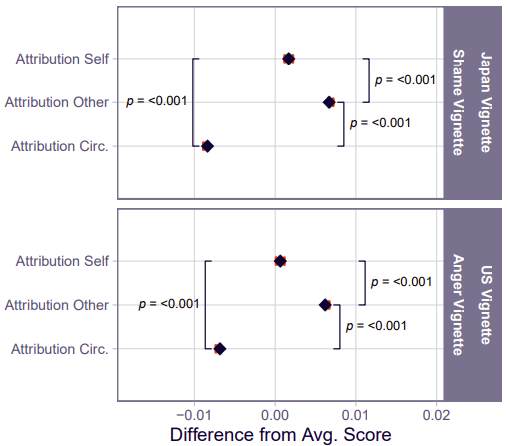 Attribution Self
Attribution Other
Attribution Circ.
p = <0.001
p = <0.001
p = <0.001
Japan Vignette
Shame Vignette
Attribution Self
Attribution Other
Attribution Circ.
p = <0.001
p = <0.001
p = <0.001
US Vignette
Anger Vignette
−0.01 0.00 0.01 0.02
Difference from Avg. Score